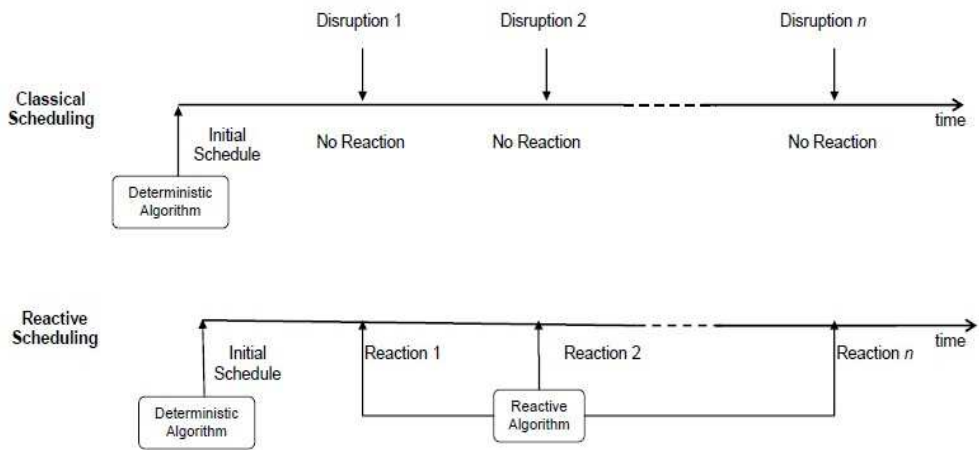 Disruption 1
Disruption 2
Disruption n
Classical
Scheduling
time
Initial
Schedule
No Reaction
No Reaction
No Reaction
Deterministic
Algorithm
Reactive
Scheduling
time
Initial
Schedule
Reaction 1
Reaction 2
Reaction n
Deterministic
Algorithm
Reactive
Algorithm